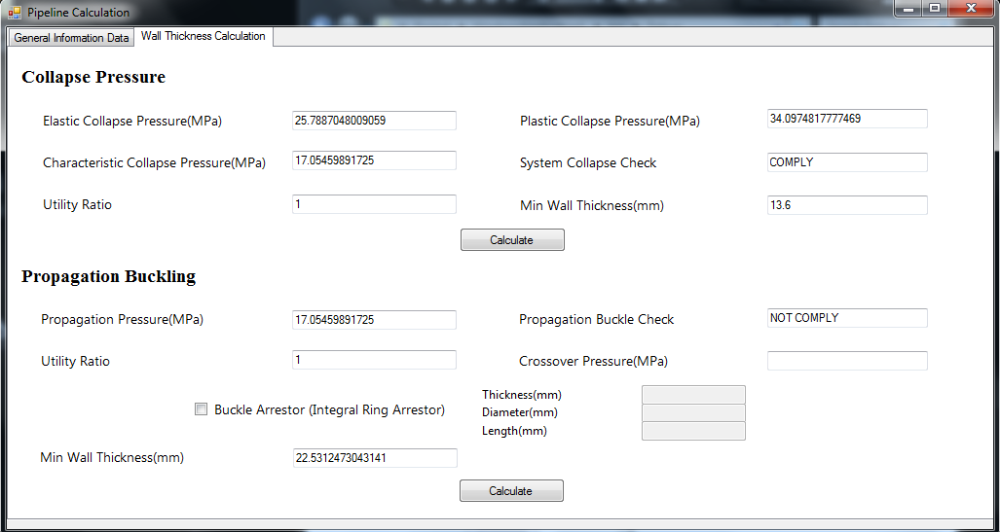 Pipeline Calculation
General Information Data Wall Thickness Calculation
Collapse Pressure
Elastic Collapse Pressure(MPa) 25.7887048009059 Plastic Collapse Pressure(MPa) 34.0974817777469
Characteristic Collapse Pressure(MPa) 17.05459891725 System Collapse Check COMPLY
Utility Ratio 1 Min Wall Thickness(mm) 13.6
Calculate
Propagation Buckling
Propagation Pressure(MPa) 17.05459891725 Propagation Buckle Check NOT COMPLY
Utility Ratio 1 Crossover Pressure(MPa)
Thickness(mm)
Buckle Arrestor (Integral Ring Arrestor) Diameter(mm)
Length(mm)
Min Wall Thickness(mm) 22.5312473043141
Calculate